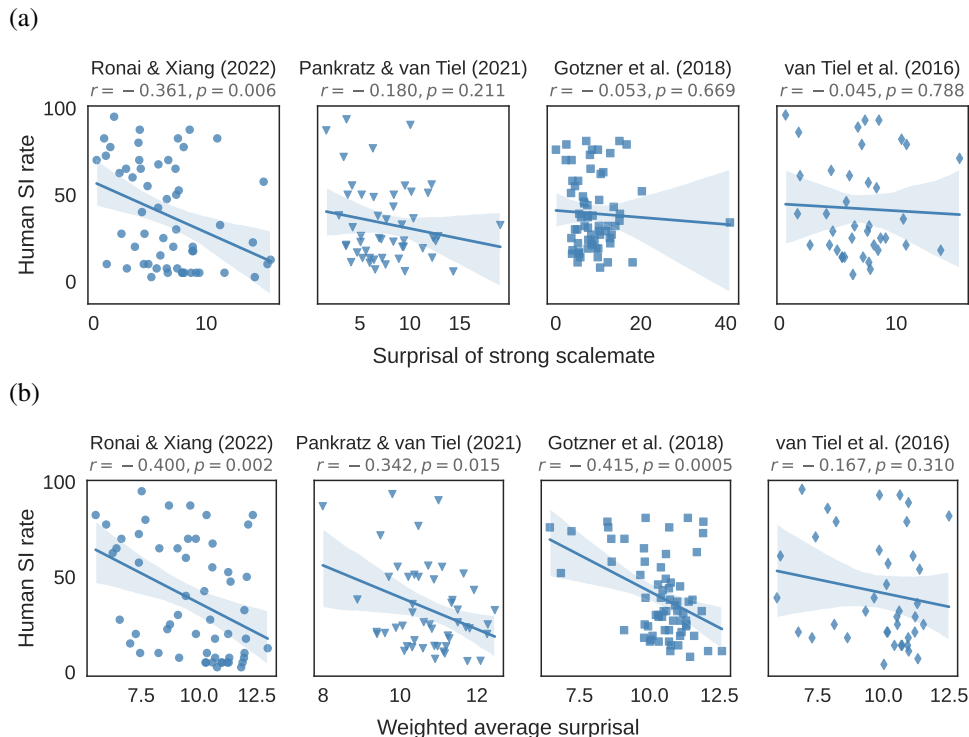 (a)
Ronai & Xiang (2022) Pankratz & van Tiel (2021) Gotzner et al. (2018) van Tiel et al. (2016)
r = −0.361, p = 0.006 r = −0.180, p = 0.211 r = −0.053, p = 0.669 r = −0.045, p = 0.788
Human SI rate
100
50
0
0 10 5 10 15 0 20 40 10
Surprisal of strong scalemate
(b)
Ronai & Xiang (2022) Pankratz & van Tiel (2021) Gotzner et al. (2018) van Tiel et al. (2016)
r = −0.400, p = 0.002 r = −0.342, p = 0.015 r = −0.415, p = 0.0005 r = −0.167, p = 0.310
Human SI rate
100
50
0
7.5 10.0 12.5 8 10 12 7.5 10.0 12.5 7.5 10.0 12.5
Weighted average surprisal